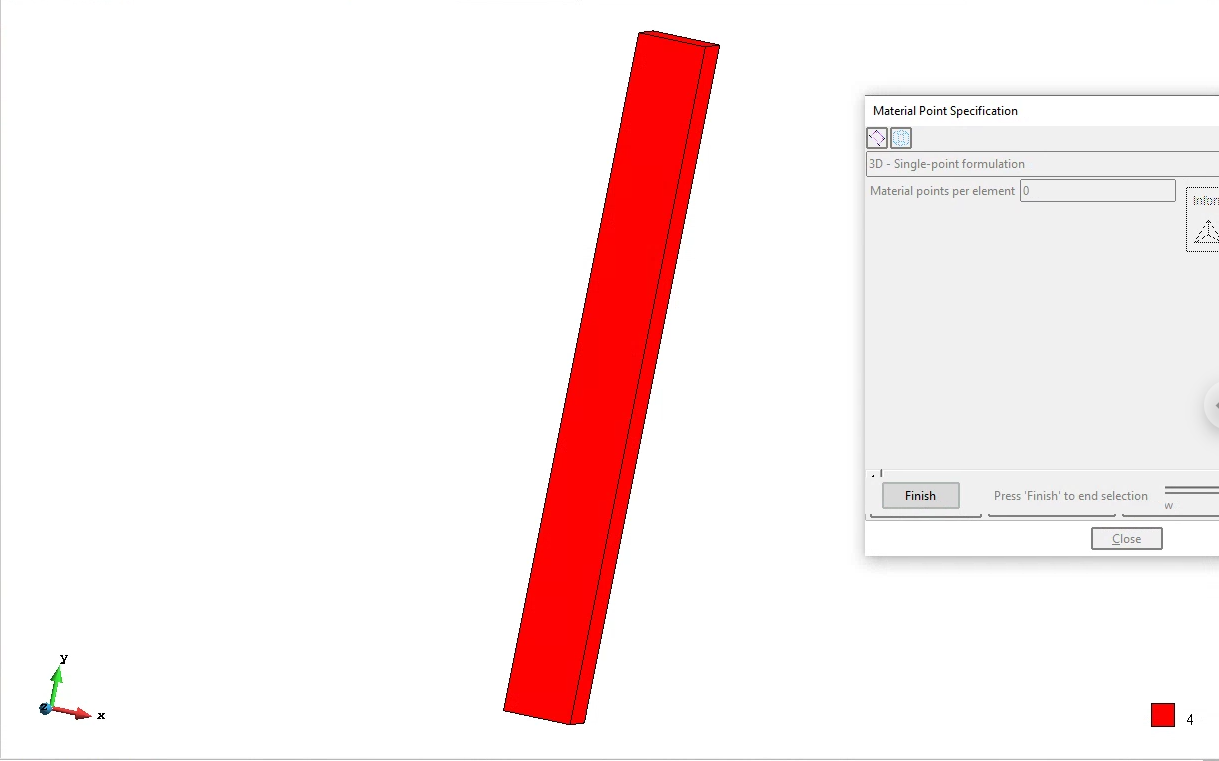 Material Point Specification
3D - Single-point formulation
Material points per element 0
Finish
Press 'Finish' to end selection
w
Close
y
x
4